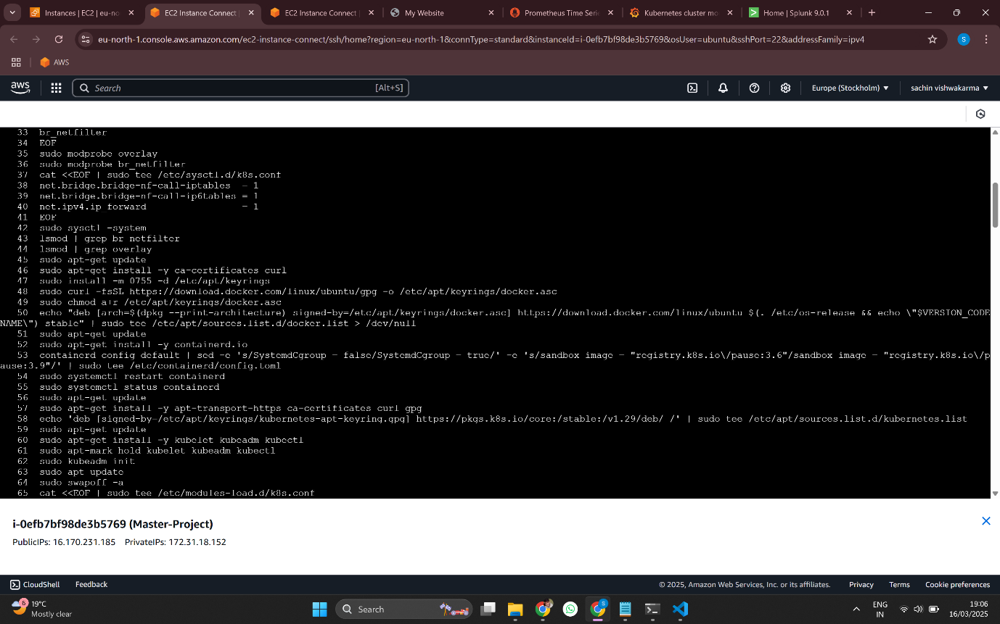 Instances | EC2 | eu-no
EC2 Instance Connect
EC2 Instance Connect
My Website
Prometheus Time Serie
Kubernetes cluster mo
Home | Splunk 9.0.1
eu-north-1.console.aws.amazon.com/ec2-instance-connect/ssh/home?region=eu-north-1&connType=standard&instanceId=i-0efb7bf98de3b5769&osUser=ubuntu&sshPort=22&addressFamily=ipv4
S
AWS
aws
Search
[Alt+S]
Europe (Stockholm)
sachin vishwakarma
33 br_netfilter
34 EOF
35 sudo modprobe overlay
36 sudo modprobe br_netfilter
37 cat <<EOF | sudo tee /etc/sysctl.d/k8s.conf
38 net.bridge.bridge-nf-call-iptables = 1
39 net.bridge.bridge-nf-call-ip6tables = 1
40 net.ipv4.ip_forward = 1
41 EOF
42 sudo sysctl -system
43 lsmod | grep br_netfilter
44 lsmod | grep overlay
45 sudo apt-get update
46 sudo apt-get install -y ca-certificates curl
47 sudo install -m 0755 -d /etc/apt/keyrings
48 sudo curl -fsSL https://download.docker.com/linux/ubuntu/gpg -o /etc/apt/keyrings/docker.asc
49 sudo chmod a+r /etc/apt/keyrings/docker.asc
50 echo "deb [arch=$(dpkg --print-architecture) signed-by=/etc/apt/keyrings/docker.asc] https://download.docker.com/linux/ubuntu $(. /etc/os-release && echo \"$VERSION_CODE
NAME\") stable" | sudo tee /etc/apt/sources.list.d/docker.list > /dev/null
51 sudo apt-get update
52 sudo apt-get install -y containerd.io
53 containerd config default | sed -e 's/SystemdCgroup = false/SystemdCgroup = true/' -e 's/sandbox_image = "registry.k8s.io\/pause:3.6"/sandbox_image = "registry.k8s.io\/p
ause:3.9"/' | sudo tee /etc/containerd/config.toml
54 sudo systemctl restart containerd
55 sudo systemctl status containerd
56 sudo apt-get update
57 sudo apt-get install -y apt-transport-https ca-certificates curl gpg
58 echo 'deb [signed-by=/etc/apt/keyrings/kubernetes-apt-keyring.gpg] https://pkgs.k8s.io/core:/stable:/v1.29/deb/ /' | sudo tee /etc/apt/sources.list.d/kubernetes.list
59 sudo apt-get update
60 sudo apt-get install -y kubelet kubeadm kubectl
61 sudo apt-mark hold kubelet kubeadm kubectl
62 sudo kubeadm init
63 sudo apt update
64 sudo swapoff -a
65 cat <<EOF | sudo tee /etc/modules-load.d/k8s.conf
i-0efb7bf98de3b5769 (Master-Project)
PublicIPs: 16.170.231.185 PrivateIPs: 172.31.18.152
CloudShell
Feedback
© 2025, Amazon Web Services, Inc. or its affiliates.
Privacy
Terms
Cookie preferences
6
19°C
Mostly clear
Search
S
ENG
IN
19:06
16/03/2025